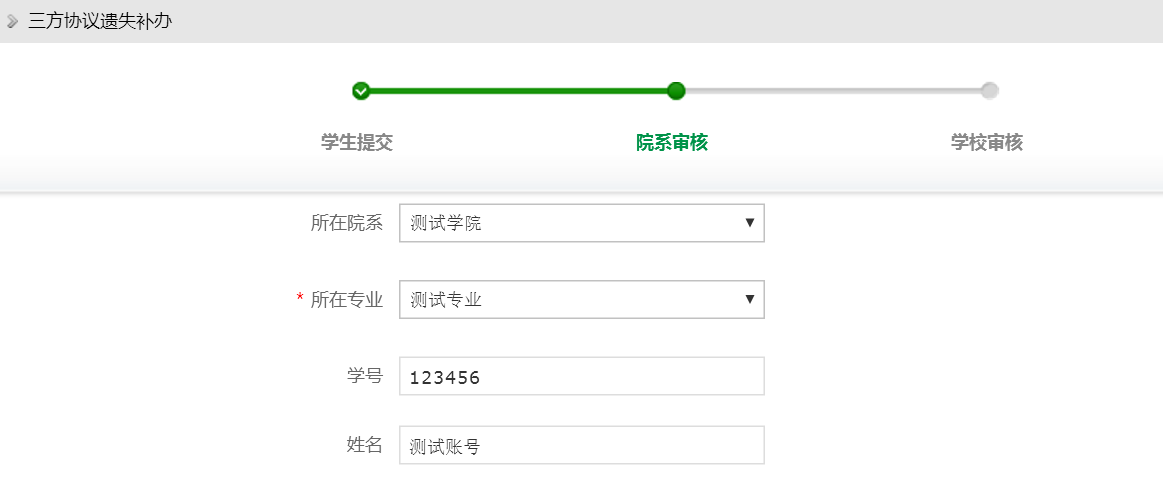 三方协议遗失补办
学生提交 院系审核 学校审核
所在院系 测试学院
* 所在专业 测试专业
学号 123456
姓名 测试账号